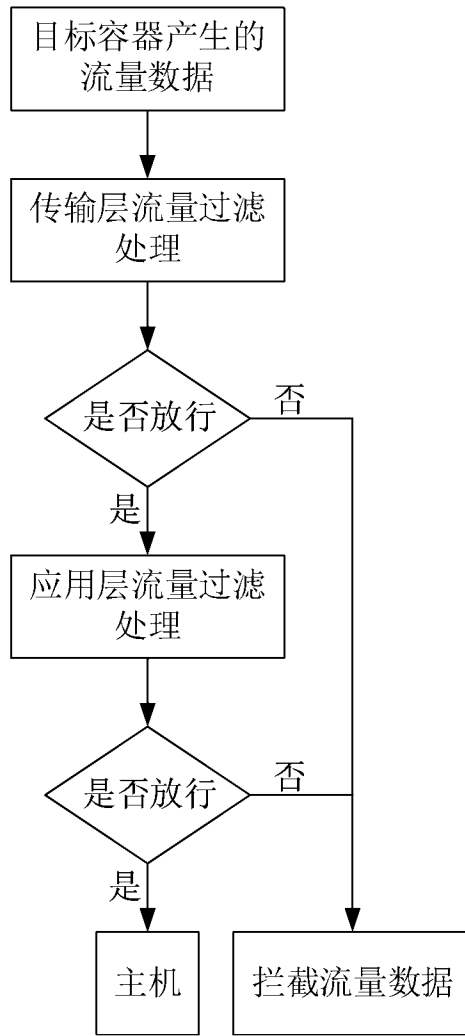 目标容器产生的
流量数据
传输层流量过滤
处理
是否放行
否
是
应用层流量过滤
处理
是否放行
否
是
主机
拦截流量数据